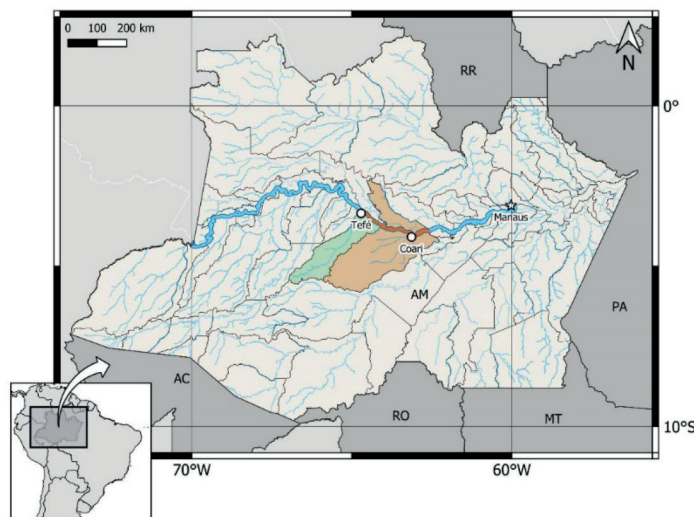 0 100 200 km
N
RR
0°
Manaus
Tefé
Coari
AM
PA
AC
RO
MT
10°S
70°W 60°W